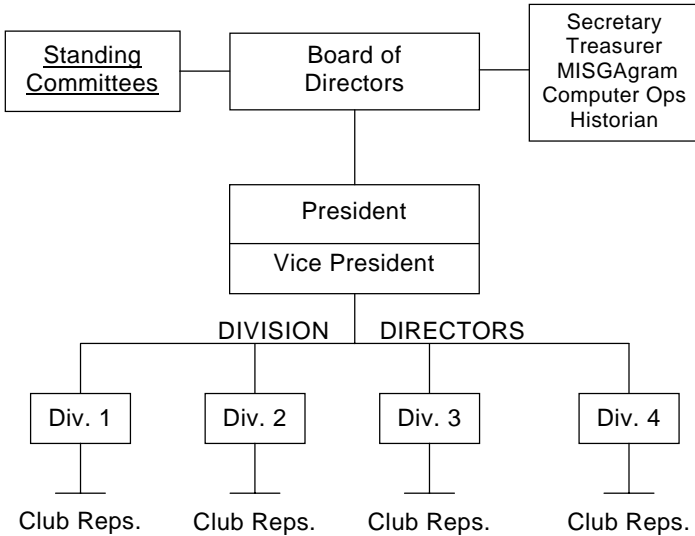 Standing
Committees
Board of
Directors
Secretary
Treasurer
MISGAgram
Computer Ops
Historian
President
Vice President
DIVISION DIRECTORS
Div. 1 Div. 2 Div. 3 Div. 4
Club Reps. Club Reps. Club Reps. Club Reps.